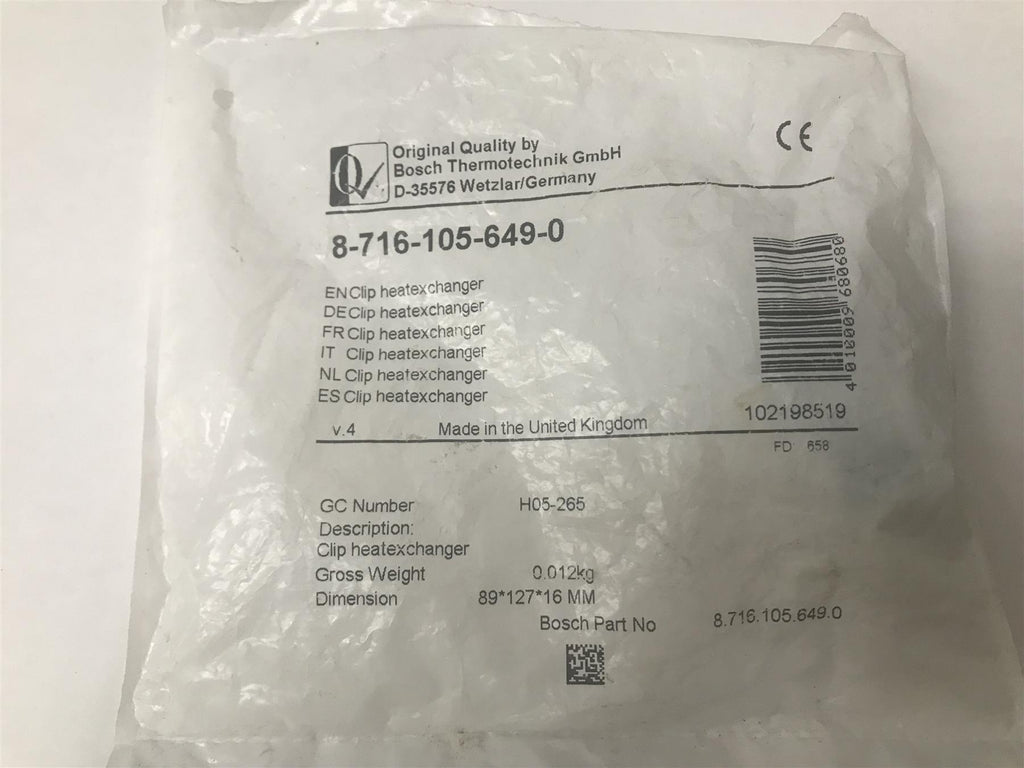 Original Quality by
Bosch Thermotechnik GmbH
D-35576 Wetzlar/Germany
CE
8-716-105-649-0
EN Clip heatexchanger
DE Clip heatexchanger
FR Clip heatexchanger
IT Clip heatexchanger
NL Clip heatexchanger
ES Clip heatexchanger
4 010009 680680
102198519
v.4 Made in the United Kingdom
FD 658
GC Number H05-265
Description:
Clip heatexchanger
Gross Weight 0.012kg
Dimension 89*127*16 MM
Bosch Part No 8.716.105.649.0